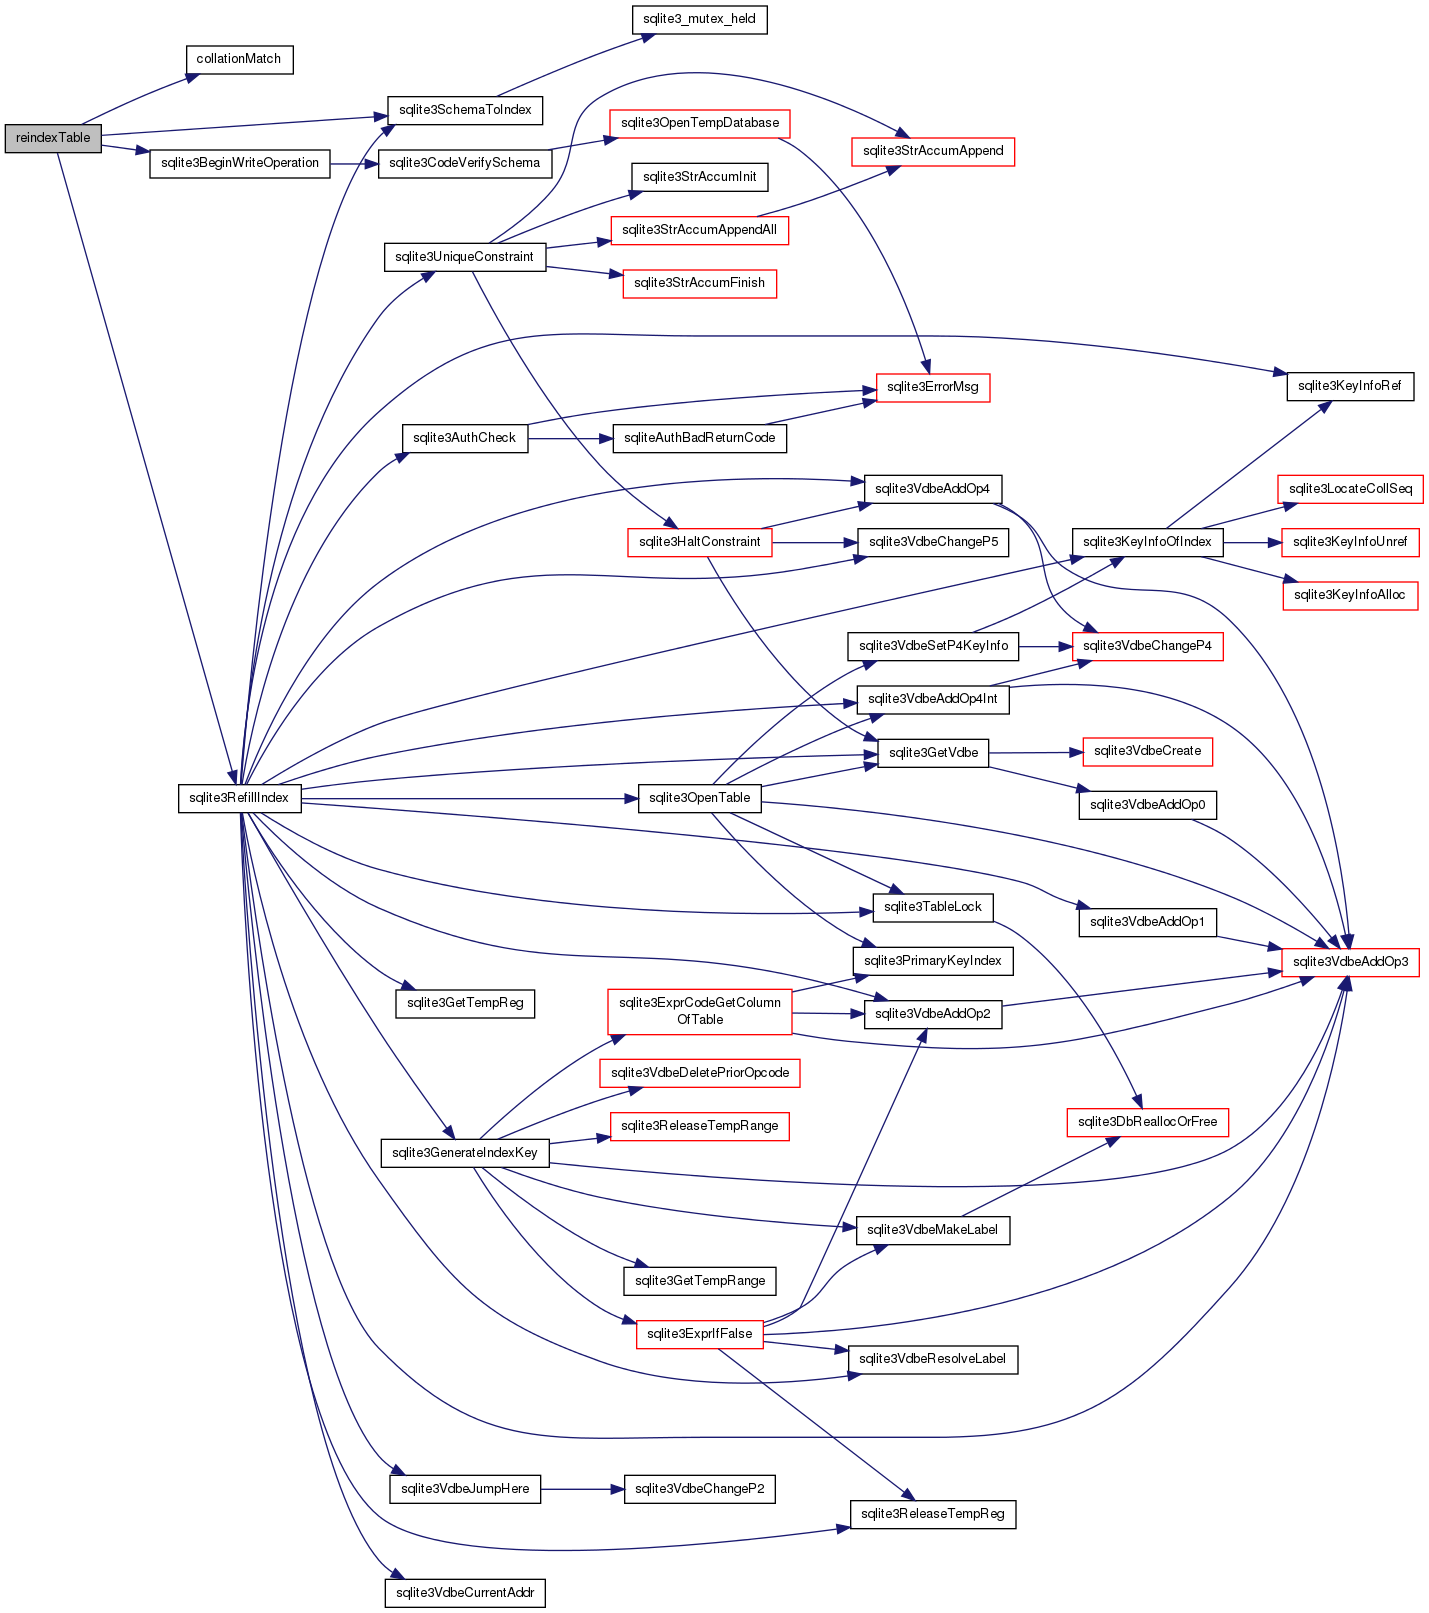 sqlite3_mutex_held
collationMatch
sqlite3SchemaToIndex
reindexTable
sqlite3OpenTempDatabase
sqlite3StrAccumAppend
sqlite3BeginWriteOperation
sqlite3CodeVerifySchema
sqlite3StrAccumInit
sqlite3StrAccumAppendAll
sqlite3UniqueConstraint
sqlite3StrAccumFinish
sqlite3ErrorMsg
sqlite3KeyInfoRef
sqlite3AuthCheck
sqliteAuthBadReturnCode
sqlite3VdbeAddOp4
sqlite3LocateCollSeq
sqlite3HaltConstraint
sqlite3VdbeChangeP5
sqlite3KeyInfoOfIndex
sqlite3KeyInfoUnref
sqlite3KeyInfoAlloc
sqlite3VdbeSetP4KeyInfo
sqlite3VdbeChangeP4
sqlite3VdbeAddOp4Int
sqlite3GetVdbe
sqlite3VdbeCreate
sqlite3RefillIndex
sqlite3OpenTable
sqlite3VdbeAddOp0
sqlite3TableLock
sqlite3VdbeAddOp1
sqlite3PrimaryKeyIndex
sqlite3VdbeAddOp3
sqlite3GetTempReg
sqlite3ExprCodeGetColumn
OfTable
sqlite3VdbeAddOp2
sqlite3VdbeDeletePriorOpcode
sqlite3ReleaseTempRange
sqlite3DbReallocOrFree
sqlite3GenerateIndexKey
sqlite3VdbeMakeLabel
sqlite3GetTempRange
sqlite3ExprIfFalse
sqlite3VdbeResolveLabel
sqlite3VdbeJumpHere
sqlite3VdbeChangeP2
sqlite3ReleaseTempReg
sqlite3VdbeCurrentAddr